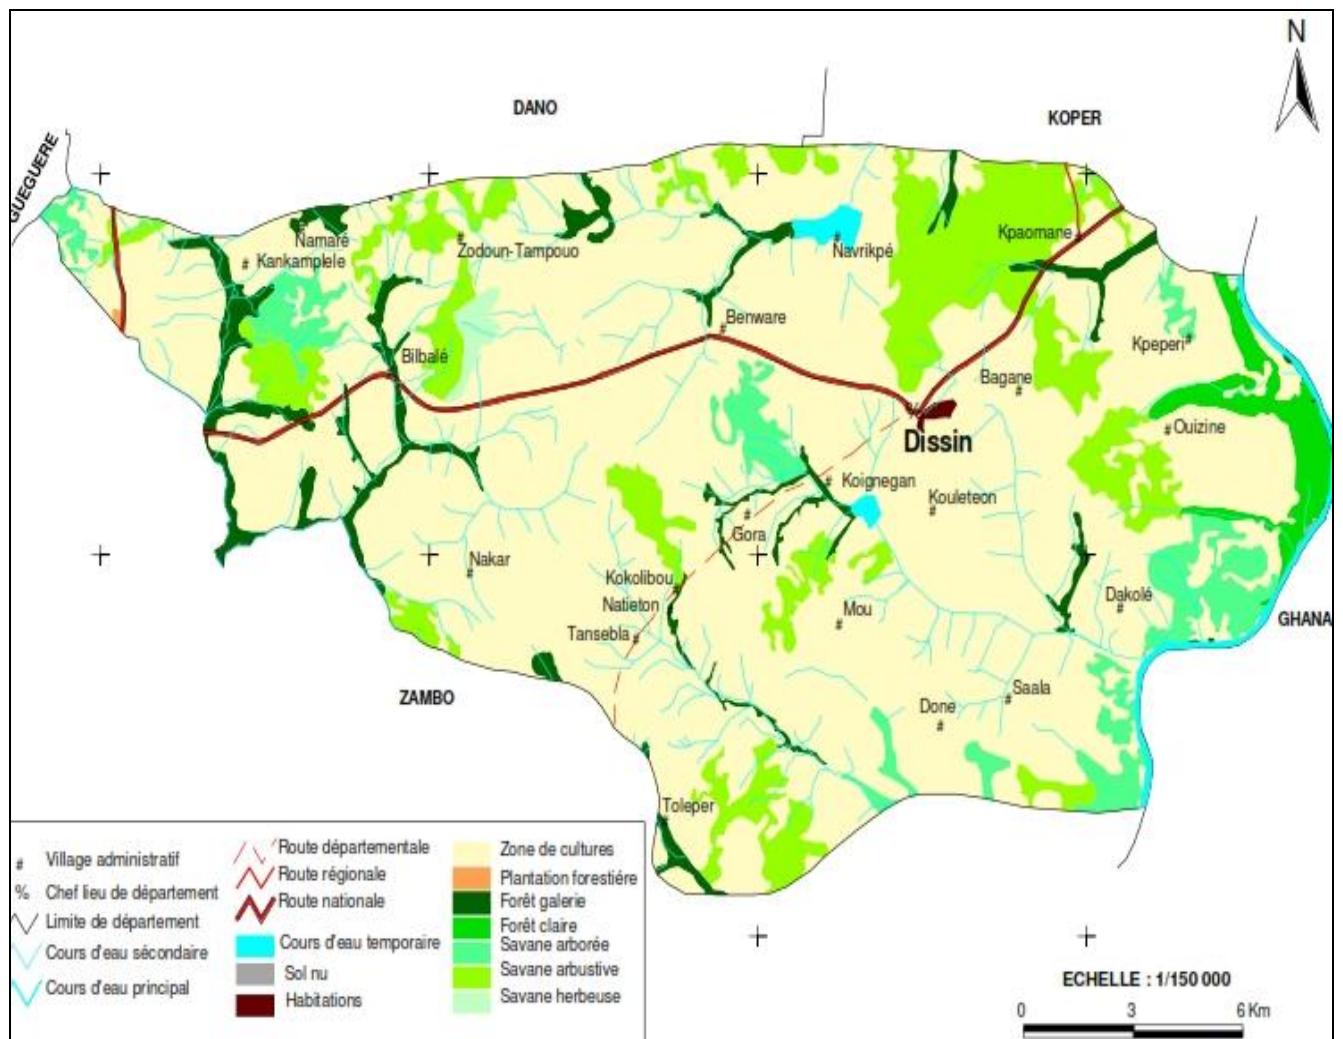 N
DANO
KOPER
GUEGUERE
Kpaomane
Namaré
Kankamplele
Zodoun-Tampouo
Navrikpé
Benware
Kpeperi
Bilbalé
Bagane
Ouizine
Dissin
Koignegan
Kouleteon
Gora
Nakar
Kokolibou
Natieton
Dakolé
Mou
Tansebla
GHANA
ZAMBO
Saala
Done
Toleper
# Village administratif
% Chef lieu de département
Limite de département
Cours d'eau sécondaire
Cours d'eau principal
Route départementale
Route régionale
Route nationale
Cours d'eau temporaire
Sol nu
Habitations
Zone de cultures
Plantation forestiére
Forêt galerie
Forêt claire
Savane arborée
Savane arbustive
Savane herbeuse
ECHELLE : 1/150 000
0 3 6 Km